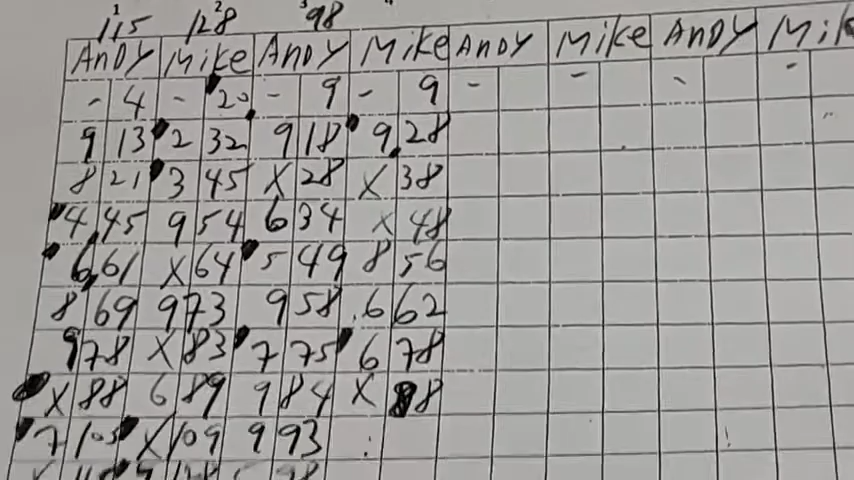 115 128 98
Andy Mike Andy Mike Andy Mike Andy
- 4 - 20 - 9 - 9 - - - -
9 13 2 32 9 18 9 28
8 21 3 45 X 28 X 38
4 45 9 54 6 34 X 48
6 61 X 64 5 49 8 56
8 69 9 73 9 58 6 62
9 78 X 83 7 75 6 78
X 88 6 89 9 84 X 88
7 105 X 109 9 93